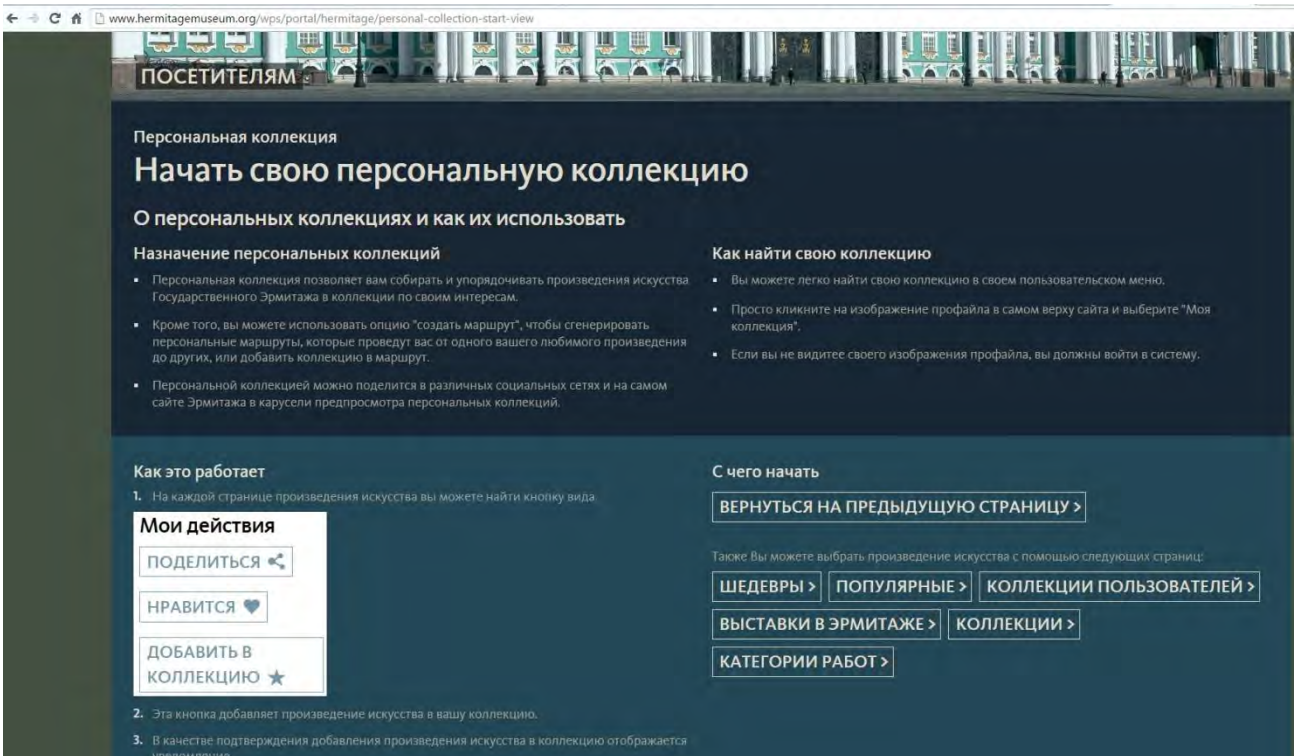 www.hermitagemuseum.org/wps/portal/hermitage/personal-collection-start-view
ПОСЕТИТЕЛЯМ
Персональная коллекция
Начать свою персональную коллекцию
О персональных коллекциях и как их использовать
Назначение персональных коллекций
Персональная коллекция позволяет вам собирать и упорядочивать произведения искусства
Государственного Эрмитажа в коллекции по своим интересам.
Кроме того, вы можете использовать опцию "создать маршрут", чтобы сгенерировать
персональные маршруты, которые проведут вас от одного вашего любимого произведения
до других, или добавить коллекцию в маршрут.
Персональной коллекцией можно поделится в различных социальных сетях и на самом
сайте Эрмитажа в карусели предпросмотра персональных коллекций.
Как найти свою коллекцию
Вы можете легко найти свою коллекцию в своем пользовательском меню.
Просто кликните на изображение профайла в самом верху сайта и выберите "Моя
коллекция".
Если вы не видитее своего изображения профайла, вы должны войти в систему.
Как это работает
1. На каждой странице произведения искусства вы можете найти кнопку вида
Мои действия
ПОДЕЛИТЬСЯ
НРАВИТСЯ
ДОБАВИТЬ В
КОЛЛЕКЦИЮ
2. Эта кнопка добавляет произведение искусства в вашу коллекцию.
3. В качестве подтверждения добавления произведения искусства в коллекцию отображается
уведомление
С чего начать
ВЕРНУТЬСЯ НА ПРЕДЫДУЩУЮ СТРАНИЦУ >
Также Вы можете выбрать произведение искусства с помощью следующих страниц:
ШЕДЕВРЫ > ПОПУЛЯРНЫЕ > КОЛЛЕКЦИИ ПОЛЬЗОВАТЕЛЕЙ >
ВЫСТАВКИ В ЭРМИТАЖЕ > КОЛЛЕКЦИИ >
КАТЕГОРИИ РАБОТ >